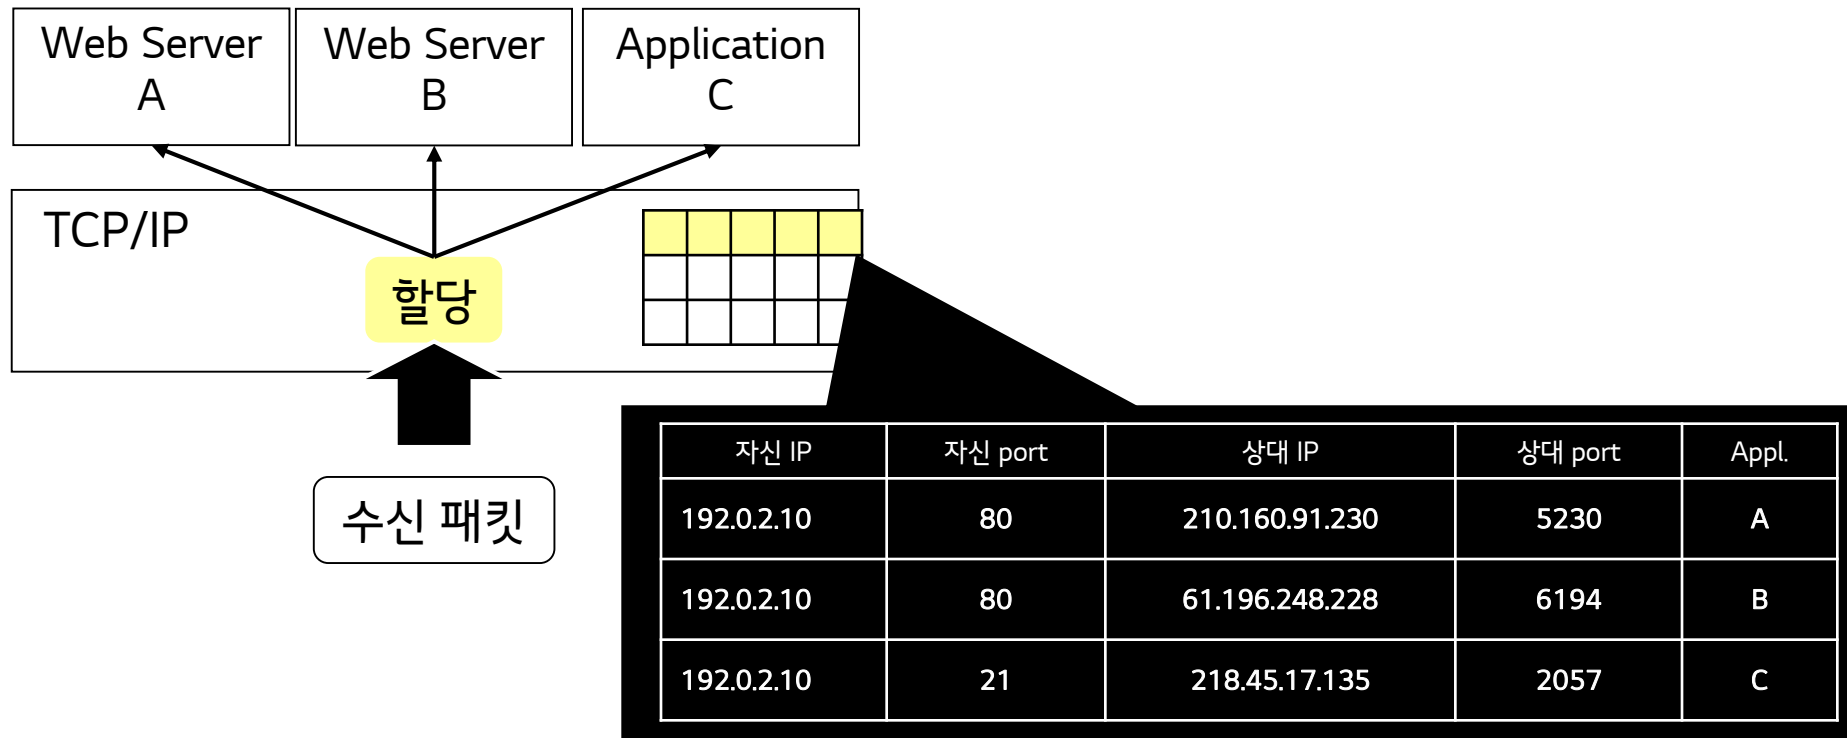 Web Server
A
Web Server
B
Application
C
TCP/IP
할당
수신 패킷
자신 IP 자신 port 상대 IP 상대 port Appl.
192.0.2.10 80 210.160.91.230 5230 A
192.0.2.10 80 61.196.248.228 6194 B
192.0.2.10 21 218.45.17.135 2057 C